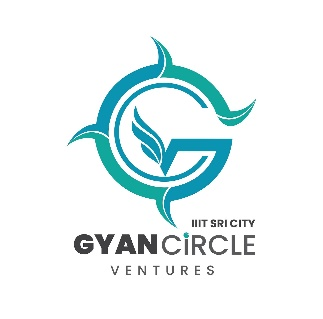 IIIT SRI CITY
GYAN CiRCLE
VENTURES